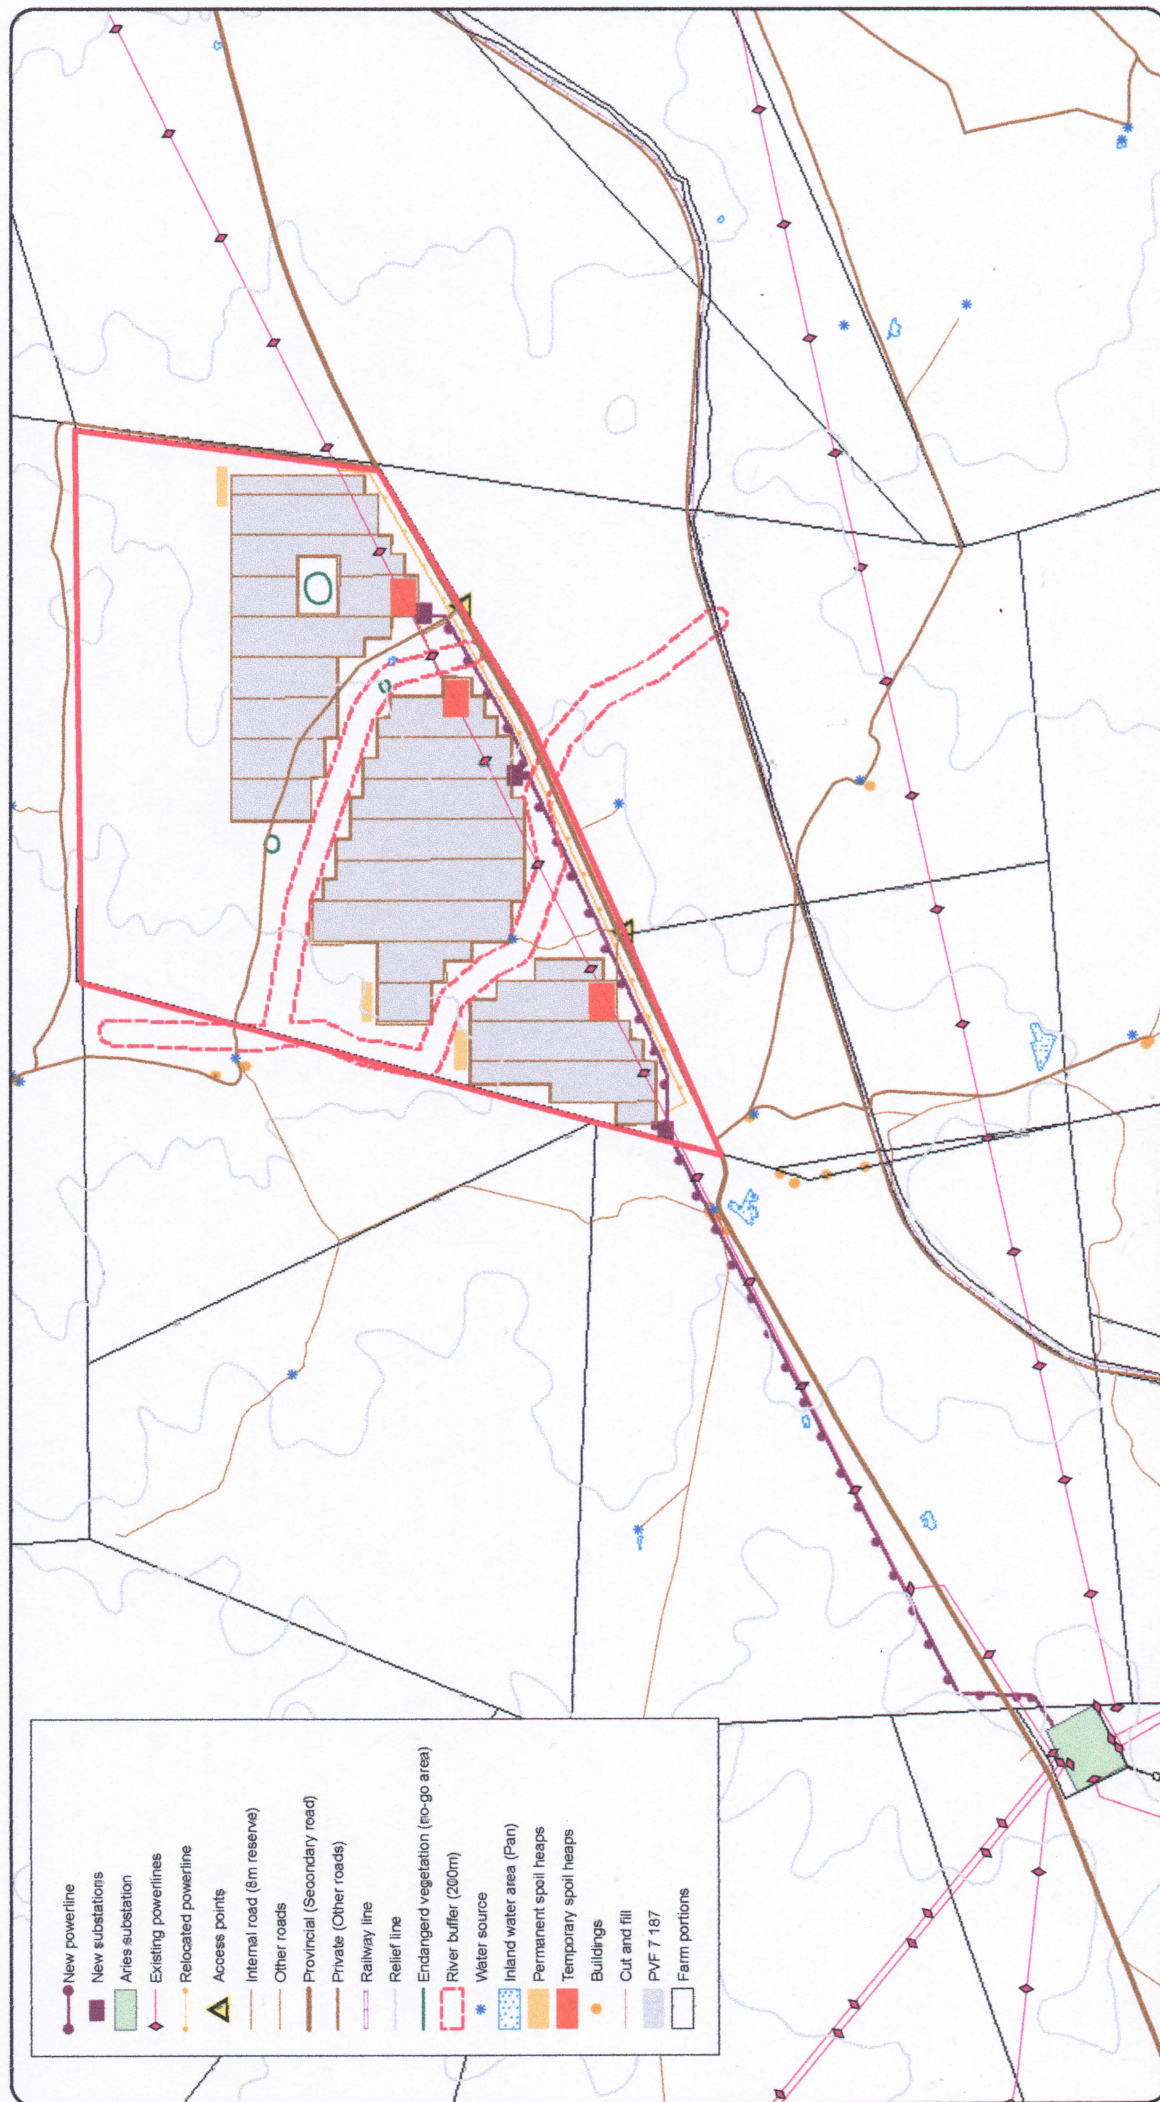 New powerline
New substations
Aries substation
Existing powerlines
Relocated powerline
Access points
Internal road (8m reserve)
Other roads
Provincial (Secondary road)
Private (Other roads)
Railway line
Relief line
Endangerd vegetation (no-go area)
River buffer (200m)
Water source
Inland water area (Pan)
Permanent spoil heaps
Temporary spoil heaps
Buildings
Cut and fill
PVF 7 187
Farm portions